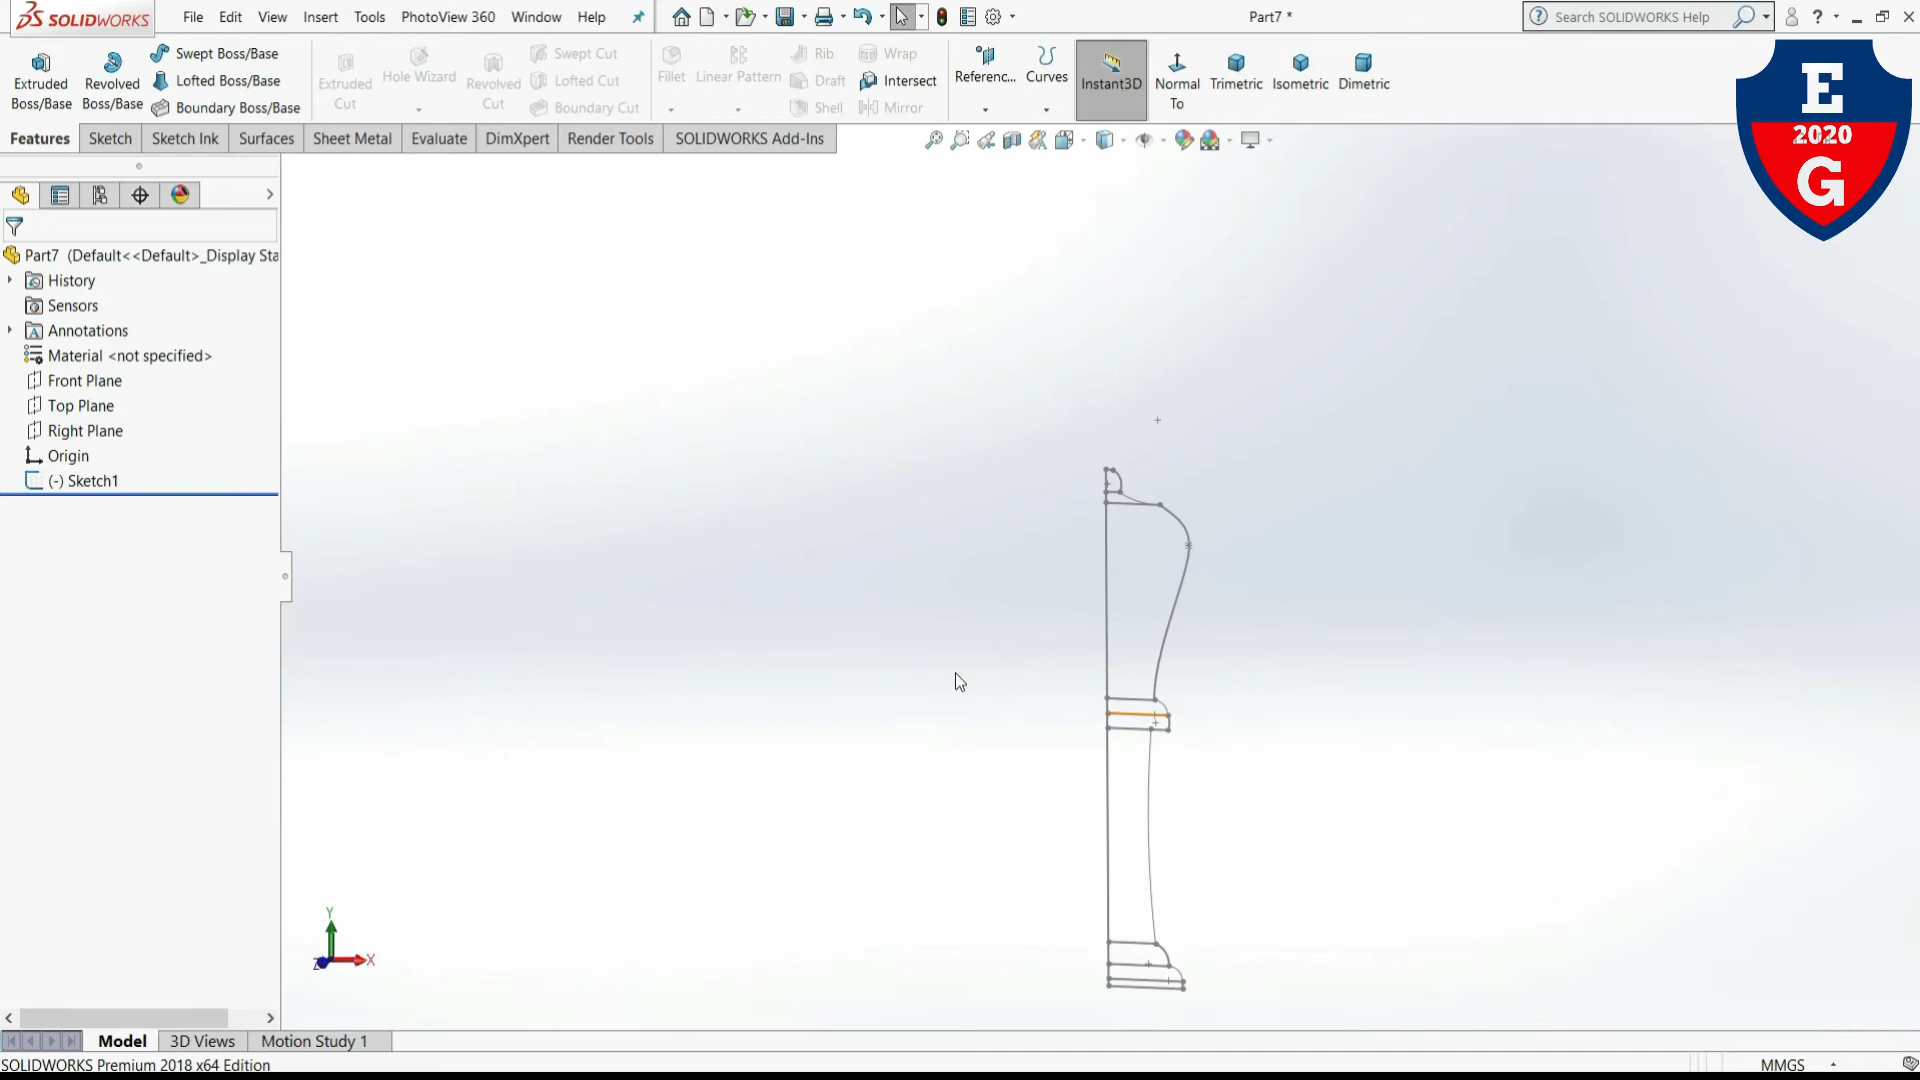 SOLIDWORKS File Edit View Insert Tools PhotoView 360 Window Help Part7 * Search SOLIDWORKS Help ?
Extruded Boss/Base
Revolved Boss/Base
Swept Boss/Base
Lofted Boss/Base
Boundary Boss/Base
Extruded Cut
Hole Wizard
Revolved Cut
Swept Cut
Lofted Cut
Boundary Cut
Fillet
Linear Pattern
Rib
Draft
Shell
Wrap
Intersect
Mirror
Referenc...
Curves
Instant3D
Normal To
Trimetric
Isometric
Dimetric
E
2020
G
Features Sketch Sketch Ink Surfaces Sheet Metal Evaluate DimXpert Render Tools SOLIDWORKS Add-Ins
Part7 (Default<<Default>_Display Sta
History
Sensors
Annotations
Material <not specified>
Front Plane
Top Plane
Right Plane
Origin
(-) Sketch1
Y
X
Z
Model 3D Views Motion Study 1
SOLIDWORKS Premium 2018 x64 Edition MMGS